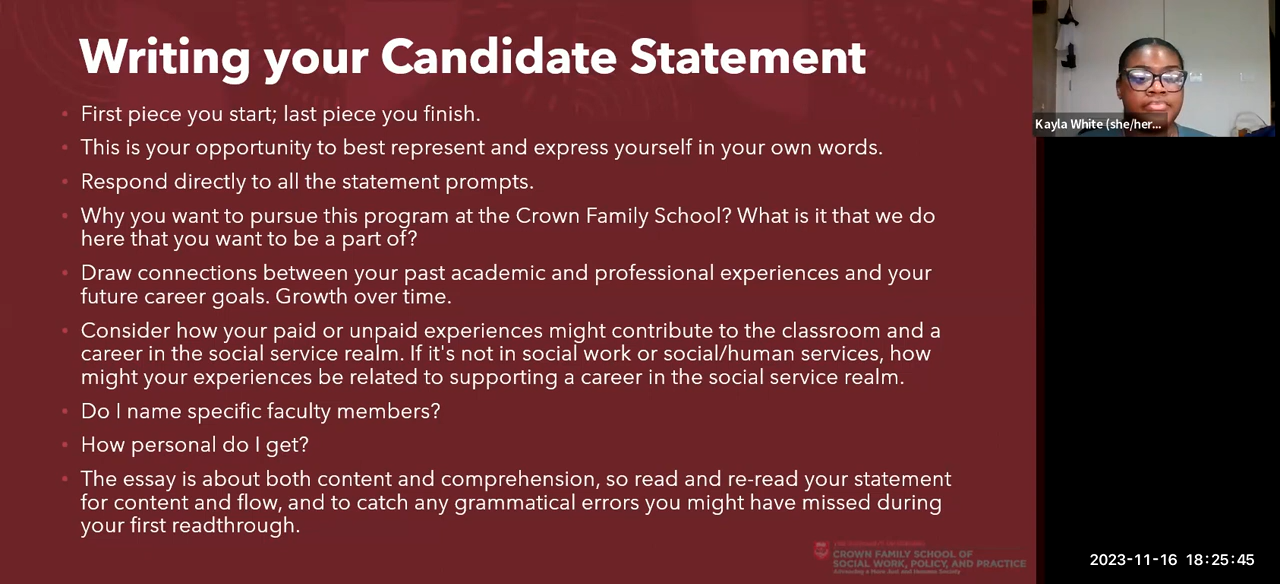 Writing your Candidate Statement
• First piece you start; last piece you finish.
• This is your opportunity to best represent and express yourself in your own words.
• Respond directly to all the statement prompts.
• Why you want to pursue this program at the Crown Family School? What is it that we do
here that you want to be a part of?
• Draw connections between your past academic and professional experiences and your
future career goals. Growth over time.
• Consider how your paid or unpaid experiences might contribute to the classroom and a
career in the social service realm. If it's not in social work or social/human services, how
might your experiences be related to supporting a career in the social service realm.
• Do I name specific faculty members?
• How personal do I get?
• The essay is about both content and comprehension, so read and re-read your statement
for content and flow, and to catch any grammatical errors you might have missed during
your first readthrough.
CROWN FAMILY SCHOOL OF
SOCIAL WORK, POLICY, AND PRACTICE
Advancing a More Just and Humane Society
Kayla White (she/her...
2023-11-16 18:25:45